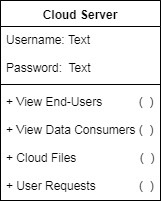 Cloud Server
Username: Text
Password:  Text
+ View End-Users ( )
+ View Data Consumers ( )
+ Cloud Files ( )
+ User Requests ( )